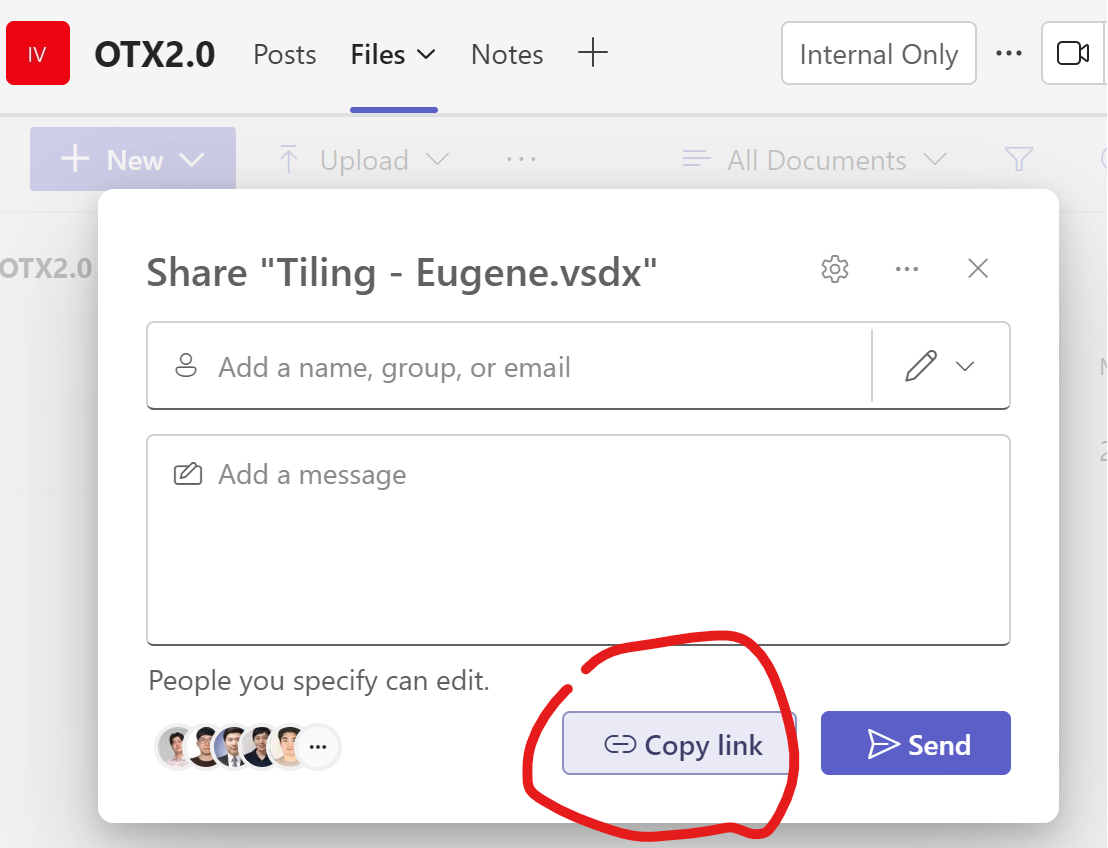 IV OTX2.0 Posts Files Notes Internal Only
New Upload All Documents
OTX2.0
Share "Tiling - Eugene.vsdx"
Add a name, group, or email
Add a message
People you specify can edit.
Copy link Send